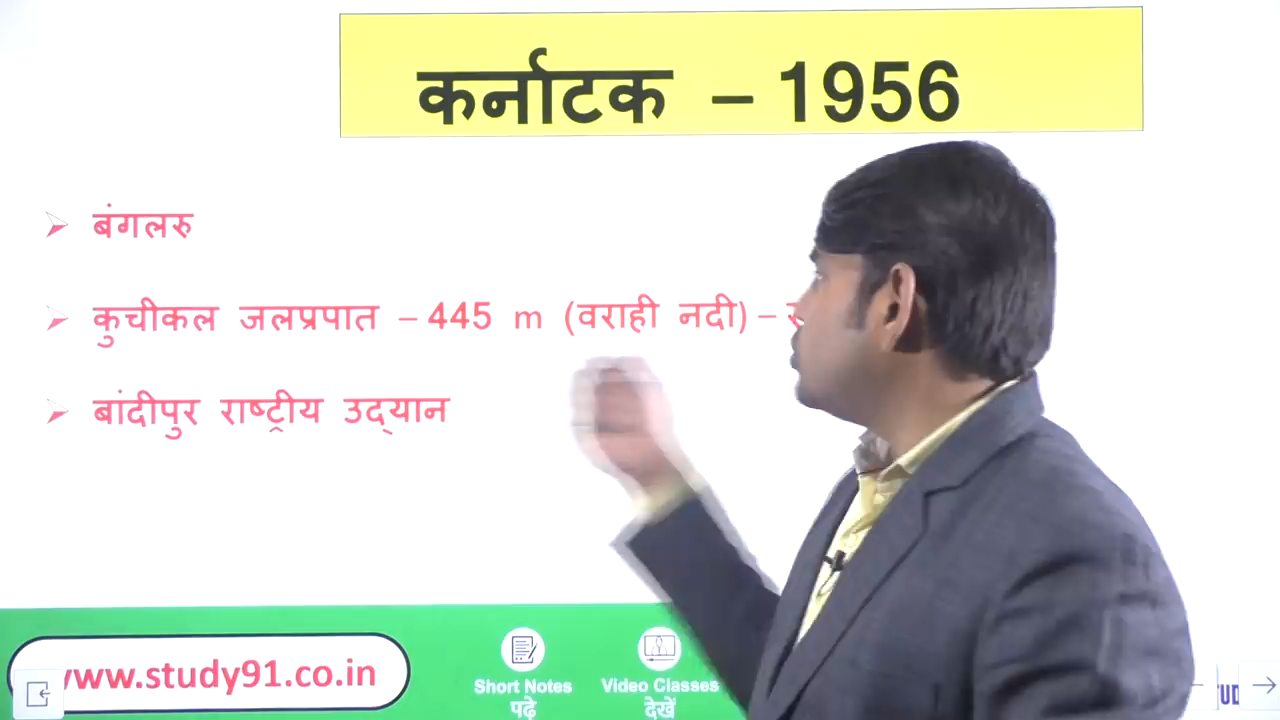 कर्नाटक – 1956
बंगलरु
कुचीकल जलप्रपात – 445 m (वराही नदी) –
बांदीपुर राष्ट्रीय उद्यान
www.study91.co.in
Short Notes
पढ़े
Video Classes
देखें